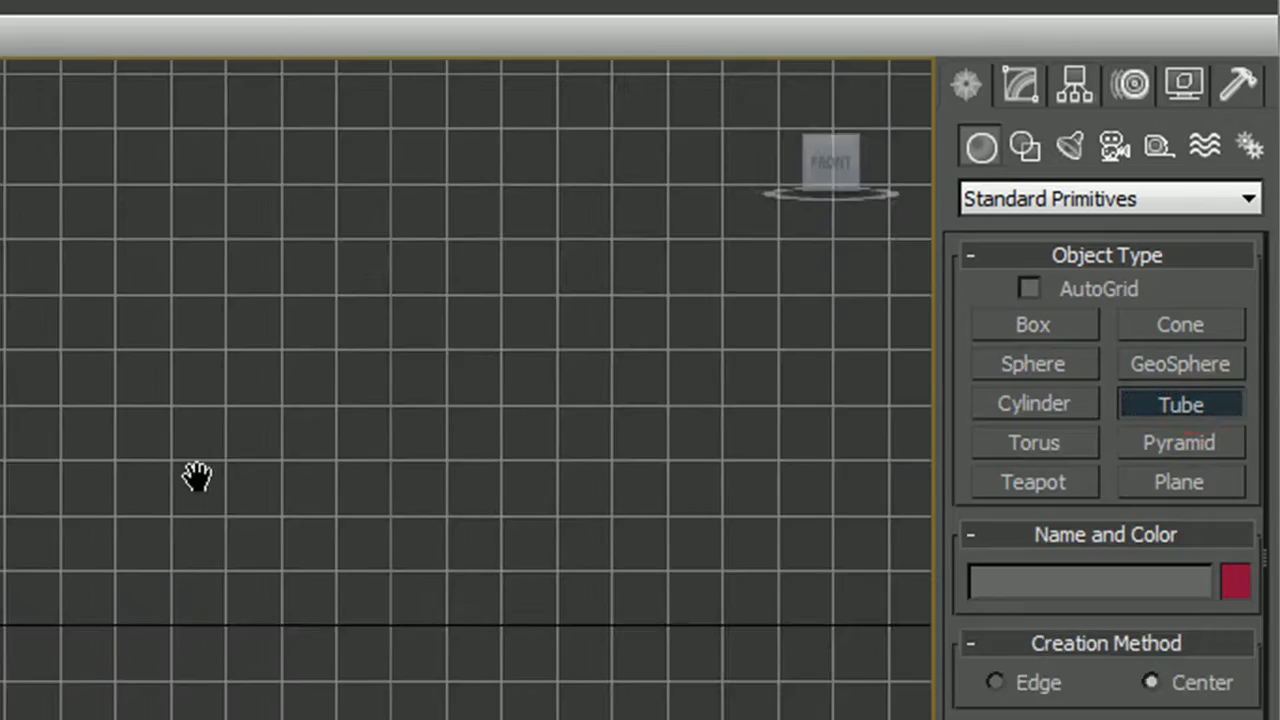 FRONT
Standard Primitives
- Object Type
AutoGrid
Box Cone
Sphere GeoSphere
Cylinder Tube
Torus Pyramid
Teapot Plane
- Name and Color
- Creation Method
Edge Center